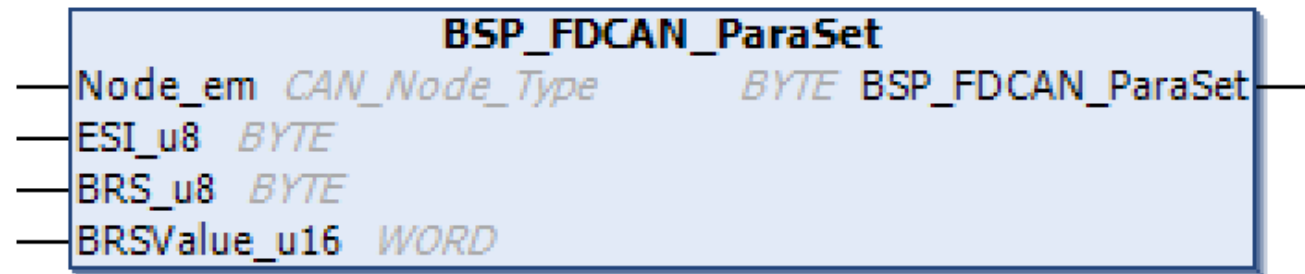 BSP_FDCAN_ParaSet
Node_em CAN_Node_Type BYTE BSP_FDCAN_ParaSet
ESI_u8 BYTE
BRS_u8 BYTE
BRSValue_u16 WORD